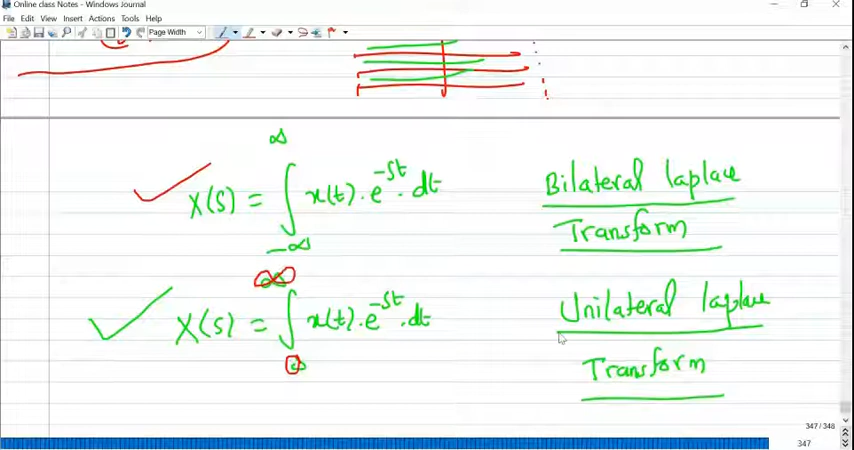 Online class Notes - Windows Journal
File Edit View Insert Actions Tools Help
Page Width
∞
X(s) = ∫ x(t) . e^-st . dt Bilateral laplace
-∞ Transform
∞
X(s) = ∫ x(t) . e^-st . dt Unilateral laplace
0 Transform
347 / 348
347